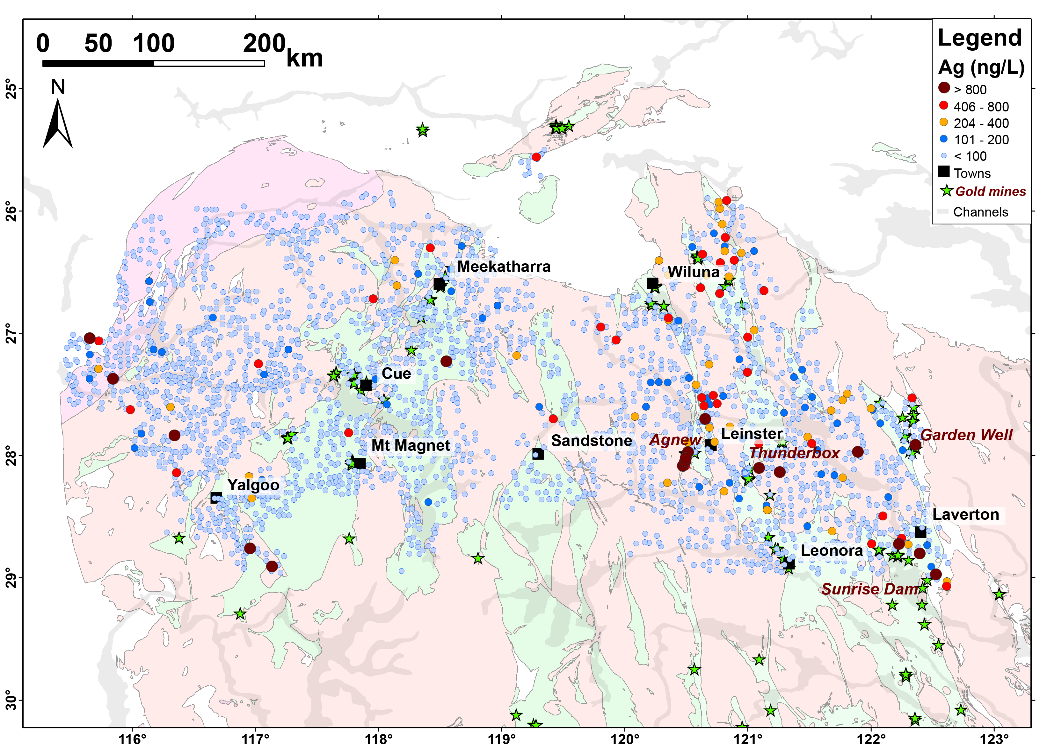 0 50 100 200 km
N
Legend
Ag (ng/L)
> 800
406 - 800
204 - 400
101 - 200
< 100
Towns
Gold mines
Channels
25°
26°
27°
28°
29°
30°
Meekatharra
Wiluna
Cue
Mt Magnet
Sandstone
Agnew
Leinster
Thunderbox
Garden Well
Yalgoo
Laverton
Leonora
Sunrise Dam
116° 117° 118° 119° 120° 121° 122° 123°